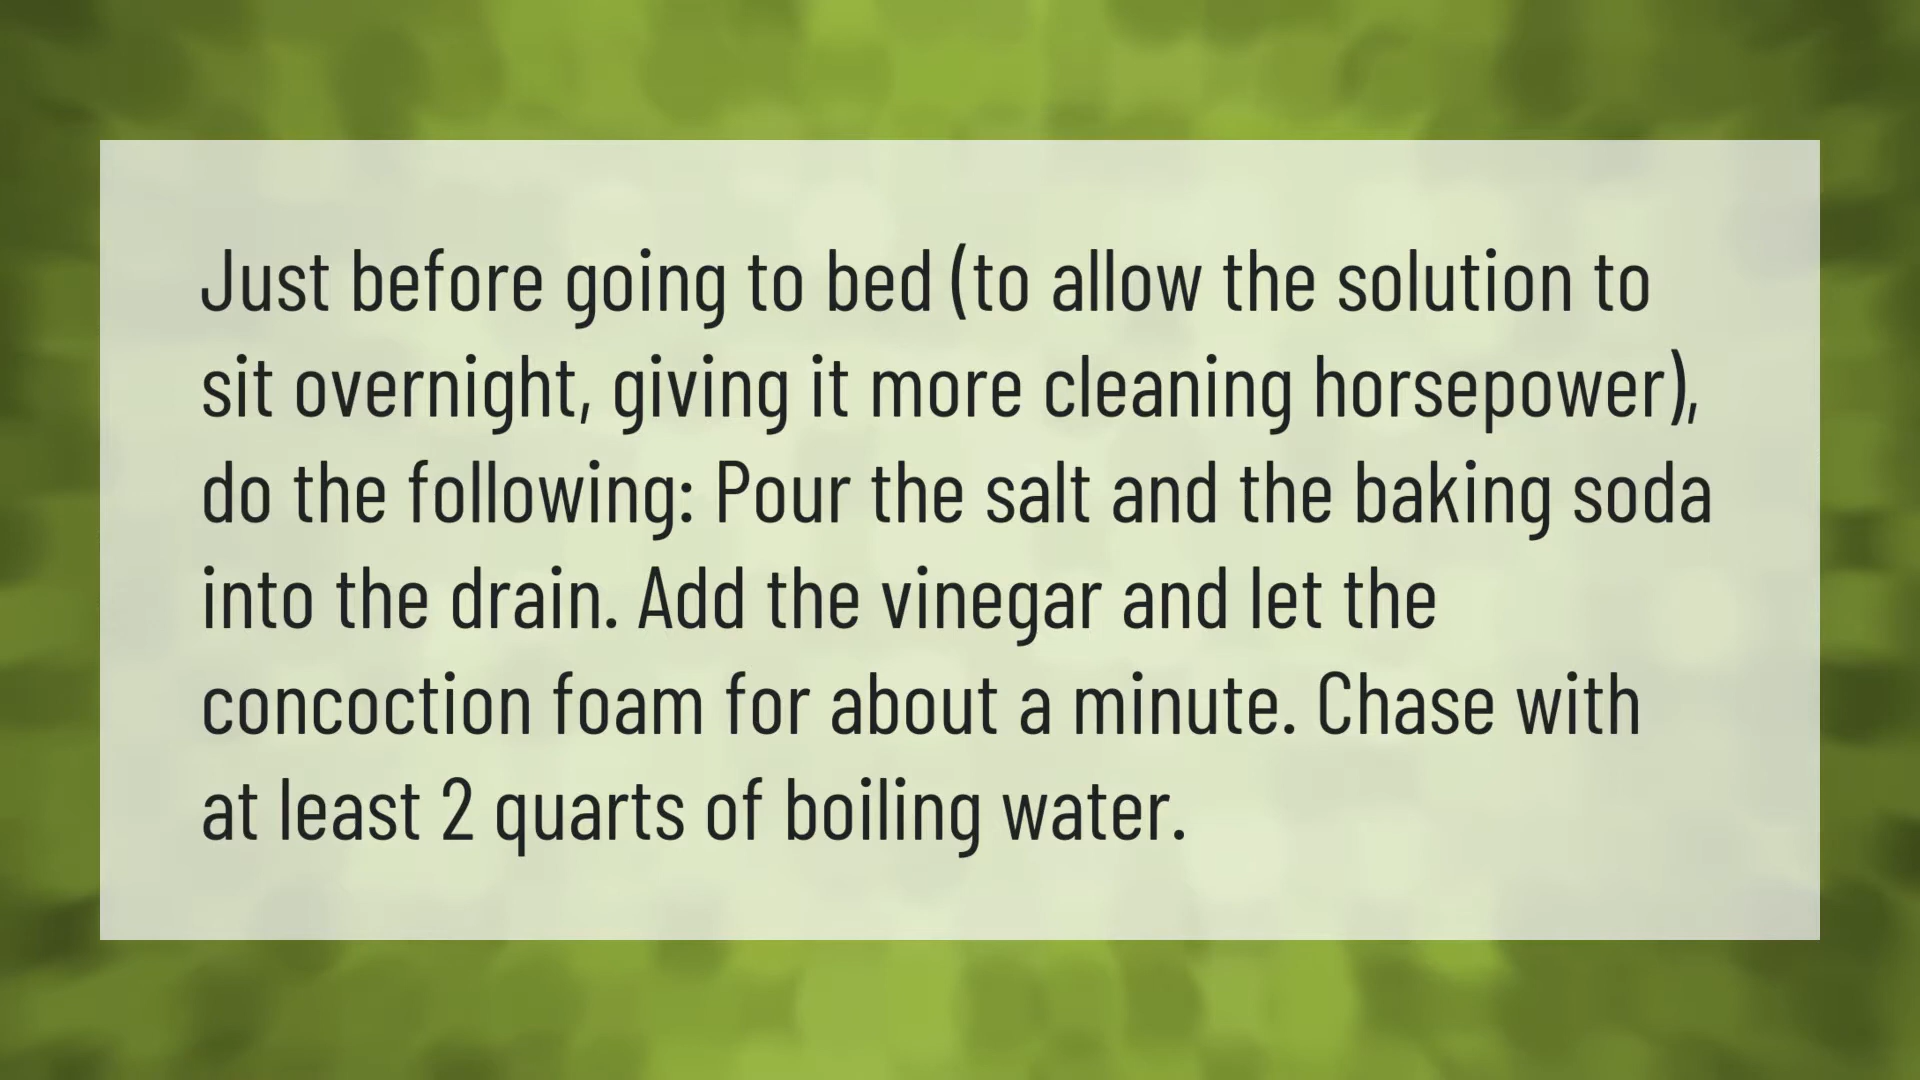 Just before going to bed (to allow the solution to
sit overnight, giving it more cleaning horsepower),
do the following: Pour the salt and the baking soda
into the drain. Add the vinegar and let the
concoction foam for about a minute. Chase with
at least 2 quarts of boiling water.